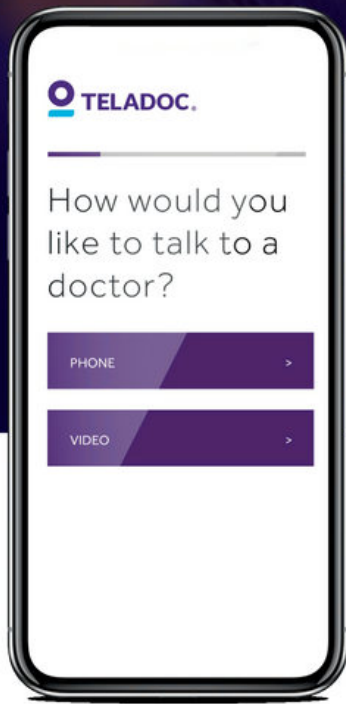 TELADOC®
How would you
like to talk to a
doctor?
PHONE >
VIDEO >